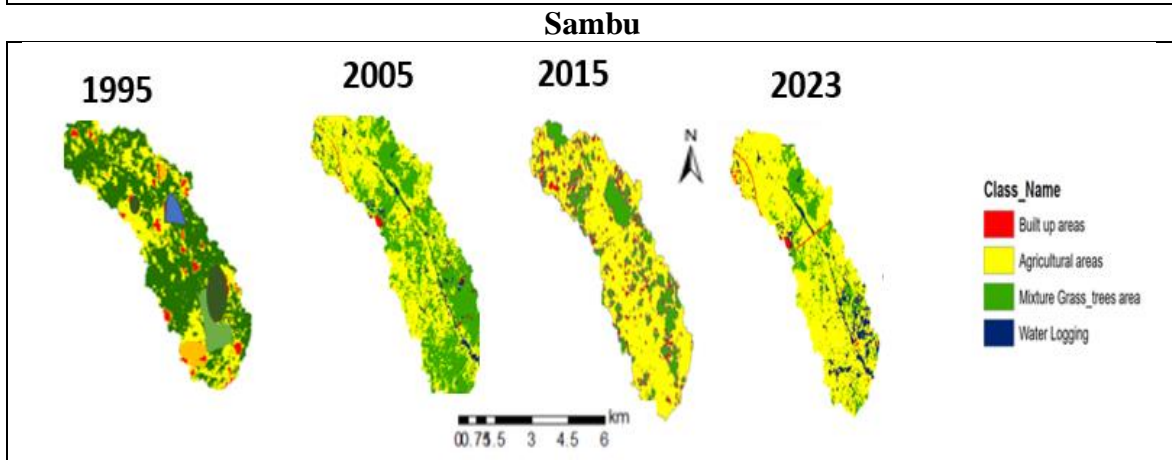 Sambu
1995
2005
2015
2023
N
Class_Name
Built up areas
Agricultural areas
Mixture Grass_trees area
Water Logging
km
3 4.5 6